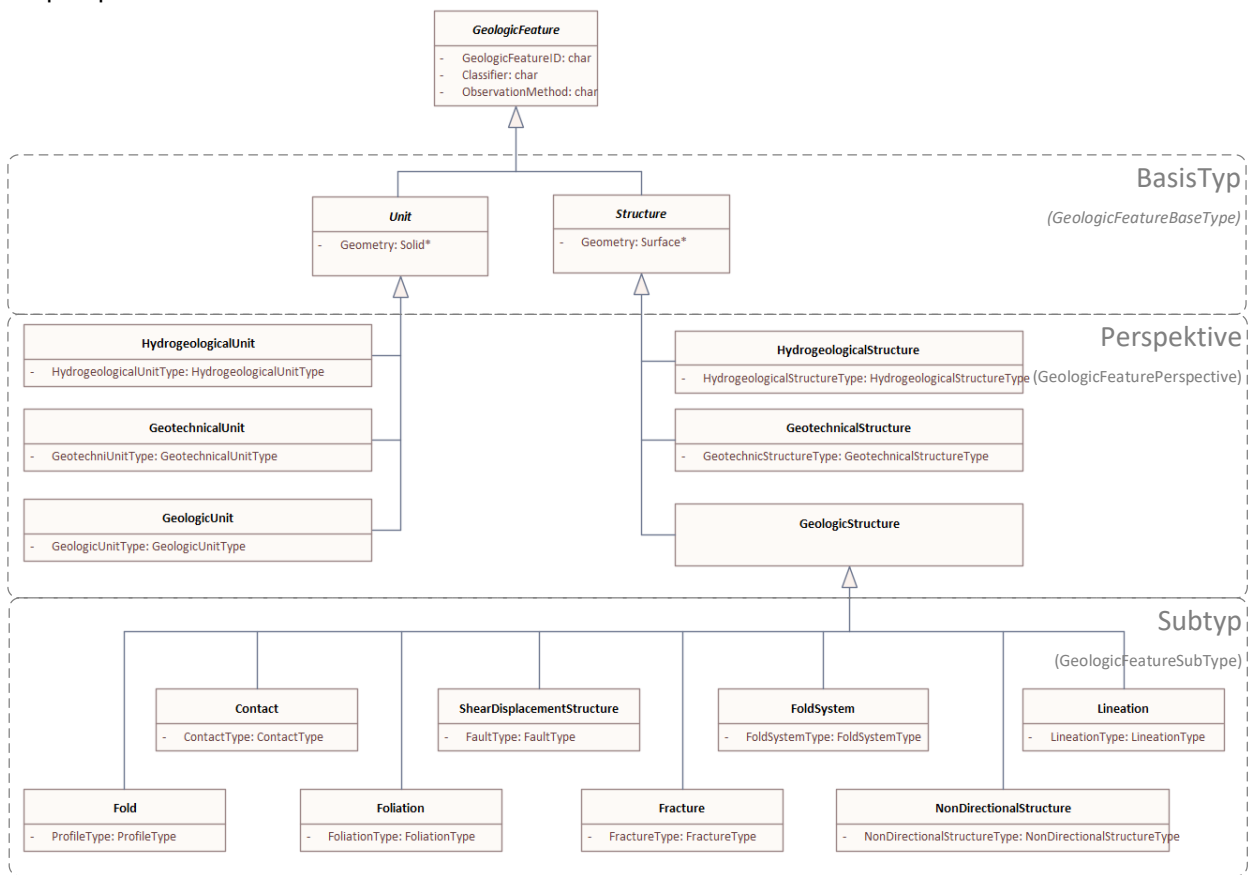 GeologicFeature
- GeologicFeatureID: char
- Classifier: char
- ObservationMethod: char
BasisTyp
(GeologicFeatureBaseType)
Unit
- Geometry: Solid*
Structure
- Geometry: Surface*
Perspektive
(GeologicFeaturePerspective)
HydrogeologicalUnit
- HydrogeologicalUnitType: HydrogeologicalUnitType
HydrogeologicalStructure
- HydrogeologicalStructureType: HydrogeologicalStructureType
GeotechnicalUnit
- GeotechniUnitType: GeotechnicalUnitType
GeotechnicalStructure
- GeotechnicStructureType: GeotechnicalStructureType
GeologicUnit
- GeologicUnitType: GeologicUnitType
GeologicStructure
Subtyp
(GeologicFeatureSubType)
Contact
- ContactType: ContactType
ShearDisplacementStructure
- FaultType: FaultType
FoldSystem
- FoldSystemType: FoldSystemType
Lineation
- LineationType: LineationType
Fold
- ProfileType: ProfileType
Foliation
- FoliationType: FoliationType
Fracture
- FractureType: FractureType
NonDirectionalStructure
- NonDirectionalStructureType: NonDirectionalStructureType